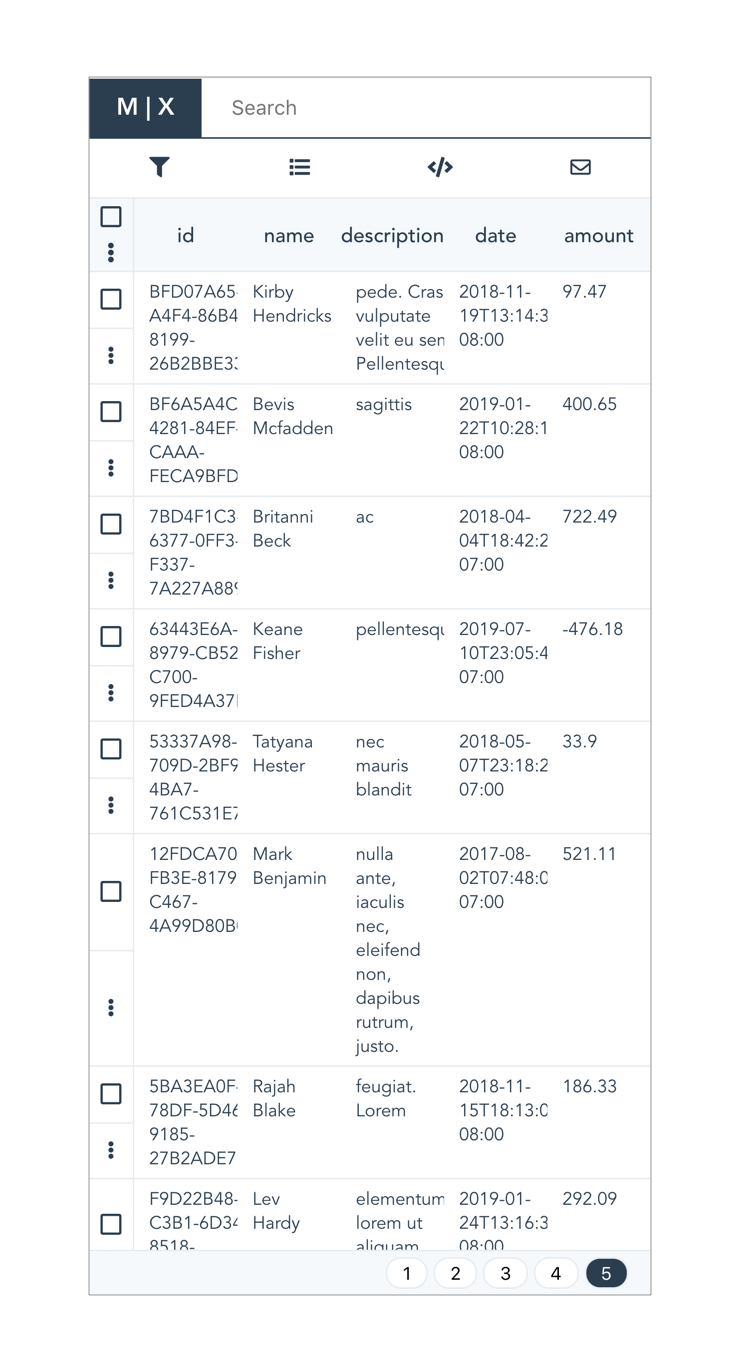 M | X
Search
id name description date amount
BFD07A65- Kirby pede. Cras 2018-11- 97.47
A4F4-86B4 Hendricks vulputate 19T13:14:3
8199- velit eu sem 08:00
26B2BBE33 Pellentesqu
BF6A5A4C Bevis sagittis 2019-01- 400.65
4281-84EF- Mcfadden 22T10:28:1
CAAA- 08:00
FECA9BFD
7BD4F1C3 Britanni ac 2018-04- 722.49
6377-0FF3- Beck 04T18:42:2
F337- 07:00
7A227A889
63443E6A- Keane pellentesqu 2019-07- -476.18
8979-CB52 Fisher 10T23:05:4
C700- 07:00
9FED4A37
53337A98- Tatyana nec 2018-05- 33.9
709D-2BF9 Hester mauris 07T23:18:2
4BA7- blandit 07:00
761C531E7
12FDCA70 Mark nulla 2017-08- 521.11
FB3E-8179 Benjamin ante, 02T07:48:0
C467- iaculis 07:00
4A99D80B nec,
eleifend
non,
dapibus
rutrum,
justo.
5BA3EA0F- Rajah feugiat. 2018-11- 186.33
78DF-5D46 Blake Lorem 15T18:13:0
9185- 08:00
27B2ADE7
F9D22B48- Lev elementum 2019-01- 292.09
C3B1-6D34 Hardy lorem ut 24T13:16:3
8518- aliquam 08:00
1 2 3 4 5